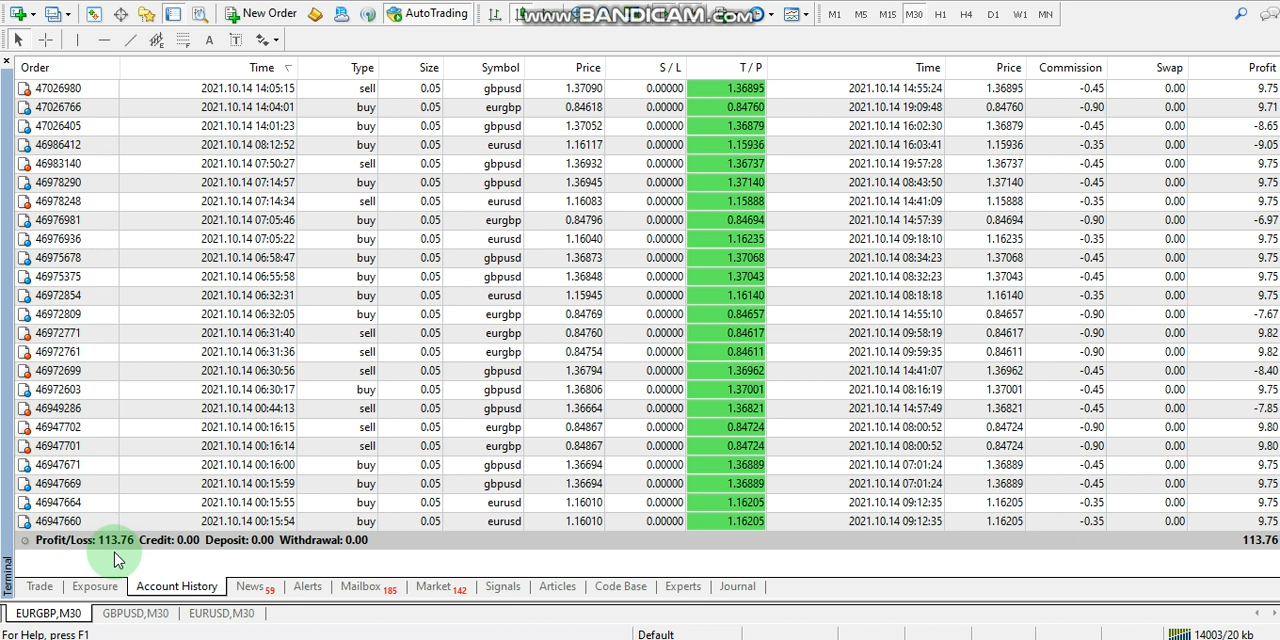 New Order AutoTrading www.BANDICAM.com M1 M5 M15 M30 H1 H4 D1 W1 MN
A T
Order Time Type Size Symbol Price S / L T / P Time Price Commission Swap Profit
47026980 2021.10.14 14:05:15 sell 0.05 gbpusd 1.37090 0.00000 1.36895 2021.10.14 14:55:24 1.36895 -0.45 0.00 9.75
47026766 2021.10.14 14:04:01 buy 0.05 eurgbp 0.84618 0.00000 0.84760 2021.10.14 19:09:48 0.84760 -0.90 0.00 9.71
47026405 2021.10.14 14:01:23 buy 0.05 gbpusd 1.37052 0.00000 1.36879 2021.10.14 16:02:30 1.36879 -0.45 0.00 -8.65
46986412 2021.10.14 08:12:52 buy 0.05 eurusd 1.16117 0.00000 1.15936 2021.10.14 16:03:41 1.15936 -0.35 0.00 -9.05
46983140 2021.10.14 07:50:27 sell 0.05 gbpusd 1.36932 0.00000 1.36737 2021.10.14 19:57:28 1.36737 -0.45 0.00 9.75
46978290 2021.10.14 07:14:57 buy 0.05 gbpusd 1.36945 0.00000 1.37140 2021.10.14 08:43:50 1.37140 -0.45 0.00 9.75
46978248 2021.10.14 07:14:34 sell 0.05 eurusd 1.16083 0.00000 1.15888 2021.10.14 14:41:09 1.15888 -0.35 0.00 9.75
46976981 2021.10.14 07:05:46 buy 0.05 eurgbp 0.84796 0.00000 0.84694 2021.10.14 14:57:39 0.84694 -0.90 0.00 -6.97
46976936 2021.10.14 07:05:22 buy 0.05 eurusd 1.16040 0.00000 1.16235 2021.10.14 09:18:10 1.16235 -0.35 0.00 9.75
46975678 2021.10.14 06:58:47 buy 0.05 gbpusd 1.36873 0.00000 1.37068 2021.10.14 08:34:23 1.37068 -0.45 0.00 9.75
46975375 2021.10.14 06:55:58 buy 0.05 gbpusd 1.36848 0.00000 1.37043 2021.10.14 08:32:23 1.37043 -0.45 0.00 9.75
46972854 2021.10.14 06:32:31 buy 0.05 eurusd 1.15945 0.00000 1.16140 2021.10.14 08:18:18 1.16140 -0.35 0.00 9.75
46972809 2021.10.14 06:32:05 buy 0.05 eurgbp 0.84769 0.00000 0.84657 2021.10.14 14:55:10 0.84657 -0.90 0.00 -7.67
46972771 2021.10.14 06:31:40 sell 0.05 eurgbp 0.84760 0.00000 0.84617 2021.10.14 09:58:19 0.84617 -0.90 0.00 9.82
46972761 2021.10.14 06:31:36 sell 0.05 eurgbp 0.84754 0.00000 0.84611 2021.10.14 09:59:35 0.84611 -0.90 0.00 9.82
46972699 2021.10.14 06:30:56 sell 0.05 gbpusd 1.36794 0.00000 1.36962 2021.10.14 14:41:07 1.36962 -0.45 0.00 -8.40
46972603 2021.10.14 06:30:17 buy 0.05 gbpusd 1.36806 0.00000 1.37001 2021.10.14 08:16:19 1.37001 -0.45 0.00 9.75
46949286 2021.10.14 00:44:13 sell 0.05 gbpusd 1.36664 0.00000 1.36821 2021.10.14 14:57:49 1.36821 -0.45 0.00 -7.85
46947702 2021.10.14 00:16:15 sell 0.05 eurgbp 0.84867 0.00000 0.84724 2021.10.14 08:00:52 0.84724 -0.90 0.00 9.80
46947701 2021.10.14 00:16:14 sell 0.05 eurgbp 0.84867 0.00000 0.84724 2021.10.14 08:00:52 0.84724 -0.90 0.00 9.80
46947671 2021.10.14 00:16:00 buy 0.05 gbpusd 1.36694 0.00000 1.36889 2021.10.14 07:01:24 1.36889 -0.45 0.00 9.75
46947669 2021.10.14 00:15:59 buy 0.05 gbpusd 1.36694 0.00000 1.36889 2021.10.14 07:01:24 1.36889 -0.45 0.00 9.75
46947664 2021.10.14 00:15:55 buy 0.05 eurusd 1.16010 0.00000 1.16205 2021.10.14 09:12:35 1.16205 -0.35 0.00 9.75
46947660 2021.10.14 00:15:54 buy 0.05 eurusd 1.16010 0.00000 1.16205 2021.10.14 09:12:35 1.16205 -0.35 0.00 9.75
Profit/Loss: 113.76 Credit: 0.00 Deposit: 0.00 Withdrawal: 0.00 113.76
Terminal
Trade Exposure Account History News 59 Alerts Mailbox 185 Market 142 Signals Articles Code Base Experts Journal
EURGBP,M30 GBPUSD,M30 EURUSD,M30
For Help, press F1 Default 14003/20 kb